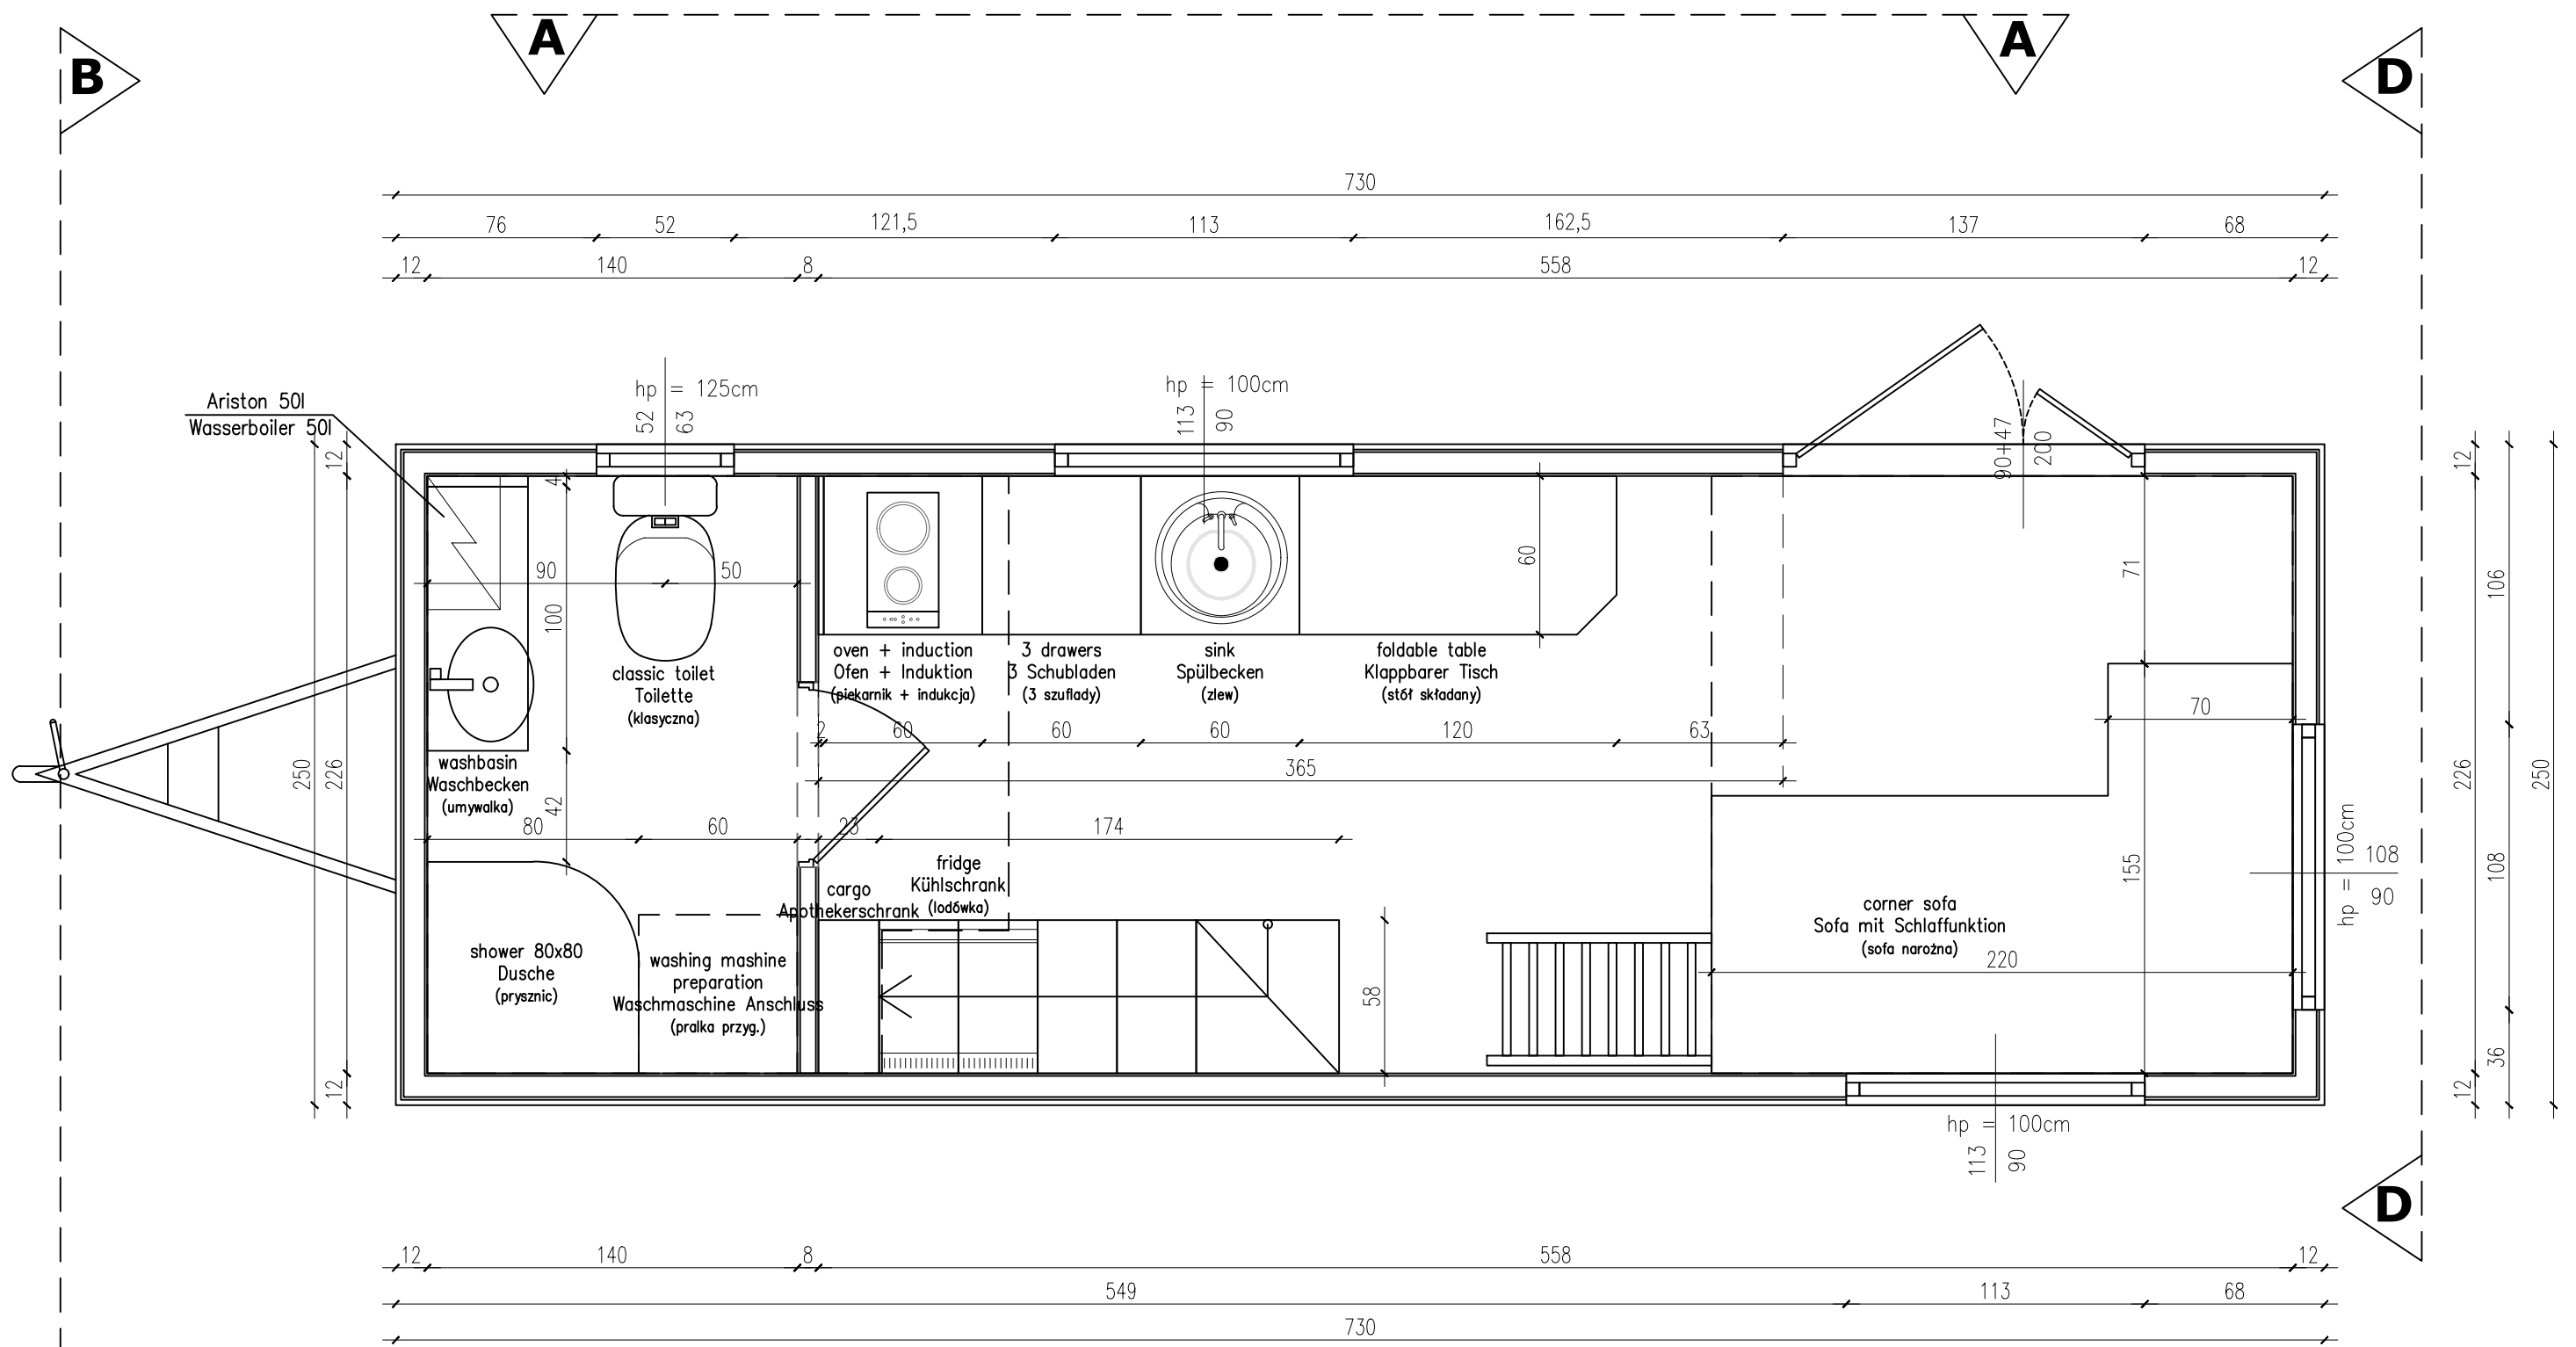 A
A
B
D
730
76
52
121,5
113
162,5
137
68
12
140
8
558
12
hp = 125cm
52
63
hp = 100cm
113
90
90+47
200
Ariston 50l
Wasserboiler 50l
12
250
226
12
4
90
50
100
42
classic toilet
Toilette
(klasyczna)
washbasin
Waschbecken
(umywalka)
80
60
23
174
shower 80x80
Dusche
(prysznic)
washing mashine
preparation
Waschmaschine Anschluss
(pralka przyg.)
oven + induction
Ofen + Induktion
(piekarnik + indukcja)
3 drawers
3 Schubladen
(3 szuflady)
sink
Spülbecken
(zlew)
foldable table
Klappbarer Tisch
(stół składany)
60
2
60
60
60
120
63
365
cargo
Apothekerschrank
fridge
Kühlschrank
(lodówka)
58
71
70
155
corner sofa
Sofa mit Schlaffunktion
(sofa narożna)
220
hp = 100cm
108
90
12
226
12
106
108
36
250
hp = 100cm
113
90
D
12
140
8
558
12
549
113
68
730